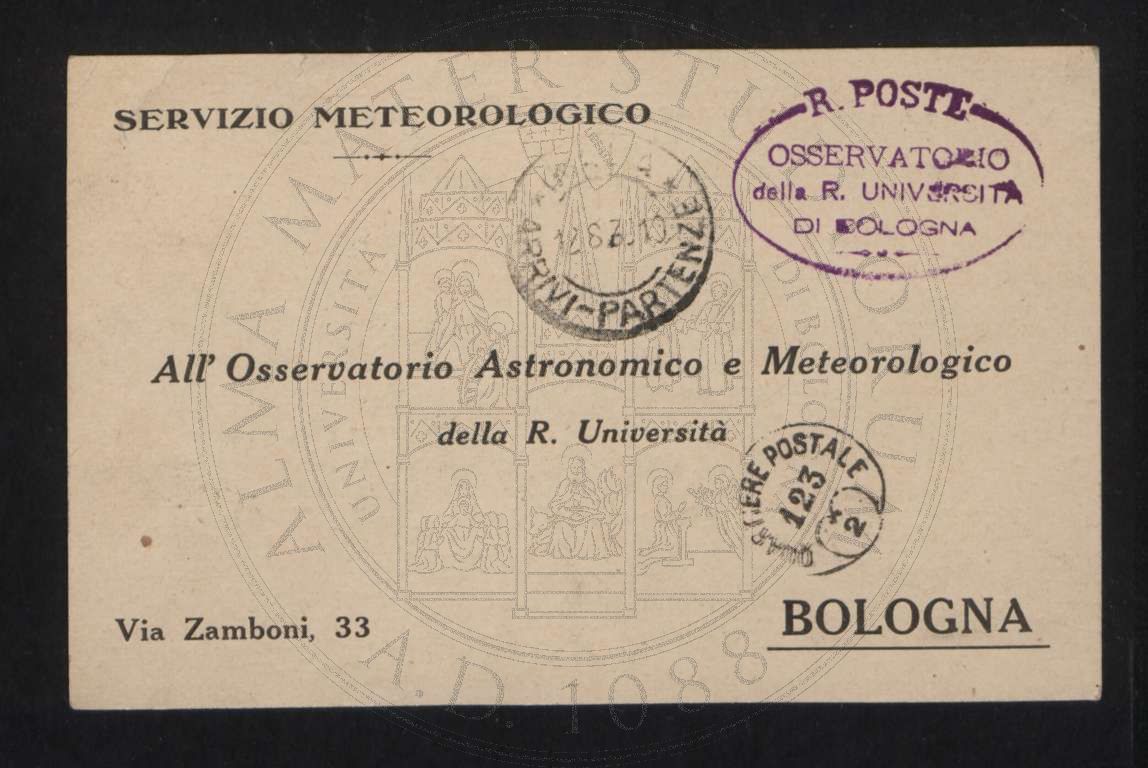 SERVIZIO METEOROLOGICO
R. POSTE
OSSERVATORIO
della R. UNIVERSITÀ
DI BOLOGNA
ARRIVI-PARTENZE
All' Osservatorio Astronomico e Meteorologico
della R. Università
QUARTIERE POSTALE
123
2
Via Zamboni, 33
BOLOGNA
ALMA MATER STUDIORUM
UNIVERSITÀ DI BOLOGNA
A.D. 1088